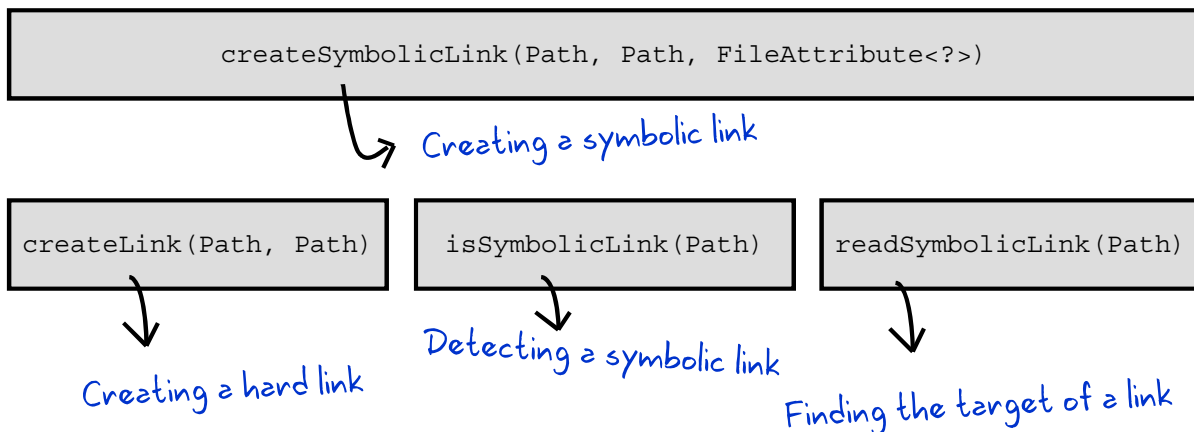 createSymbolicLink(Path, Path, FileAttribute<?>)
Creating a symbolic link
createLink(Path, Path)
isSymbolicLink(Path)
readSymbolicLink(Path)
Creating a hard link
Detecting a symbolic link
Finding the target of a link